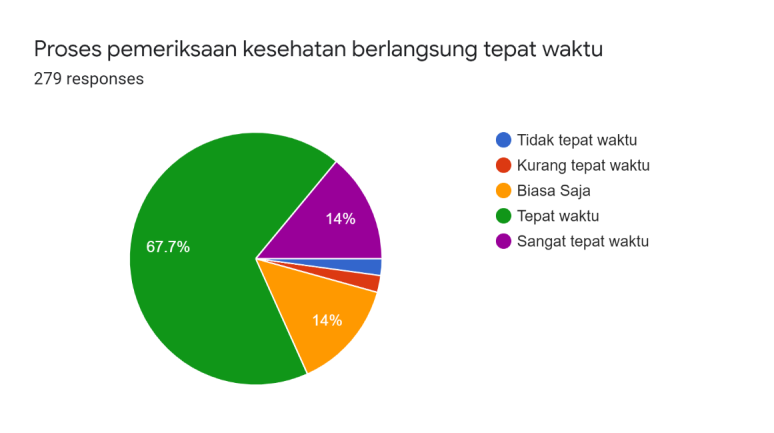 Proses pemeriksaan kesehatan berlangsung tepat waktu
279 responses
Tidak tepat waktu
Kurang tepat waktu
Biasa Saja
Tepat waktu
Sangat tepat waktu
67.7%
14%
14%